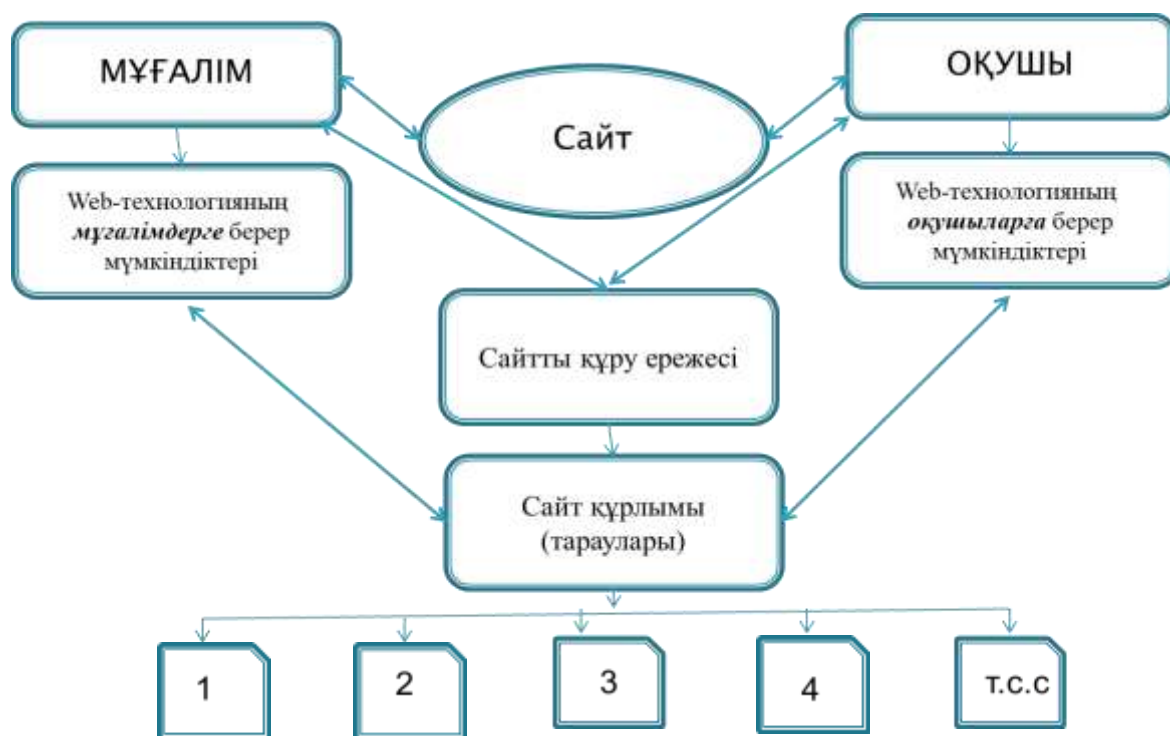 МҰҒАЛІМ
Сайт
ОҚУШЫ
Web-технологияның
мұғалімдерге берер
мүмкіндіктері
Web-технологияның
оқушыларға берер
мүмкіндіктері
Сайтты құру ережесі
Сайт құрлымы
(тараулары)
1
2
3
4
т.с.с